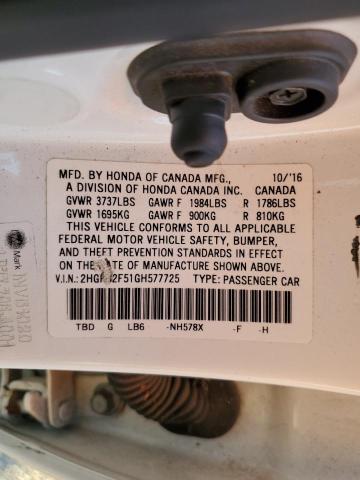 MFD. BY HONDA OF CANADA MFG., 10/'16
A DIVISION OF HONDA CANADA INC. CANADA
GVWR 3737LBS GAWR F 1984LBS R 1786LBS
GVWR 1695KG GAWR F 900KG R 810KG
THIS VEHICLE CONFORMS TO ALL APPLICABLE
FEDERAL MOTOR VEHICLE SAFETY, BUMPER,
AND THEFT PREVENTION STANDARDS IN EFFECT
ON THE DATE OF MANUFACTURE SHOWN ABOVE.
V.I.N.: TYPE: PASSENGER CAR
TBD G LB6 -NH578X -F -H
Mark